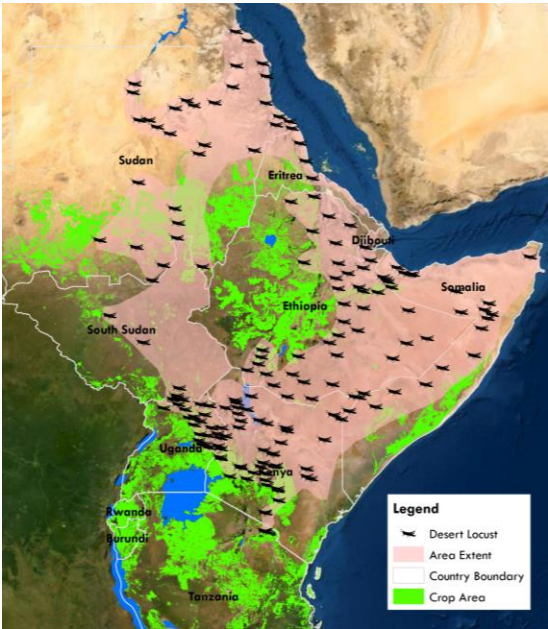 Sudan
Eritrea
Djibouti
Ethiopia
Somalia
South Sudan
Uganda
Kenya
Rwanda
Burundi
Tanzania
Legend
Desert Locust
Area Extent
Country Boundary
Crop Area